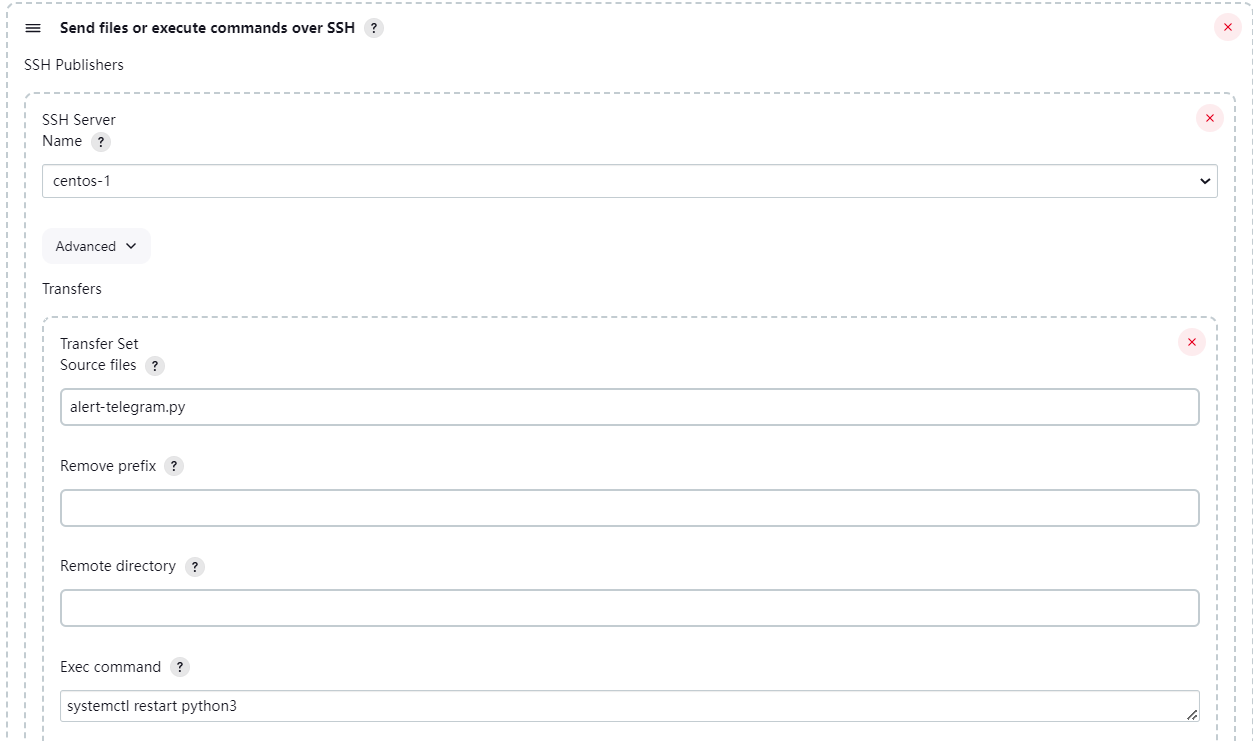 Send files or execute commands over SSH ?
SSH Publishers
SSH Server
Name ?
centos-1
Advanced
Transfers
Transfer Set
Source files ?
alert-telegram.py
Remove prefix ?
Remote directory ?
Exec command ?
systemctl restart python3